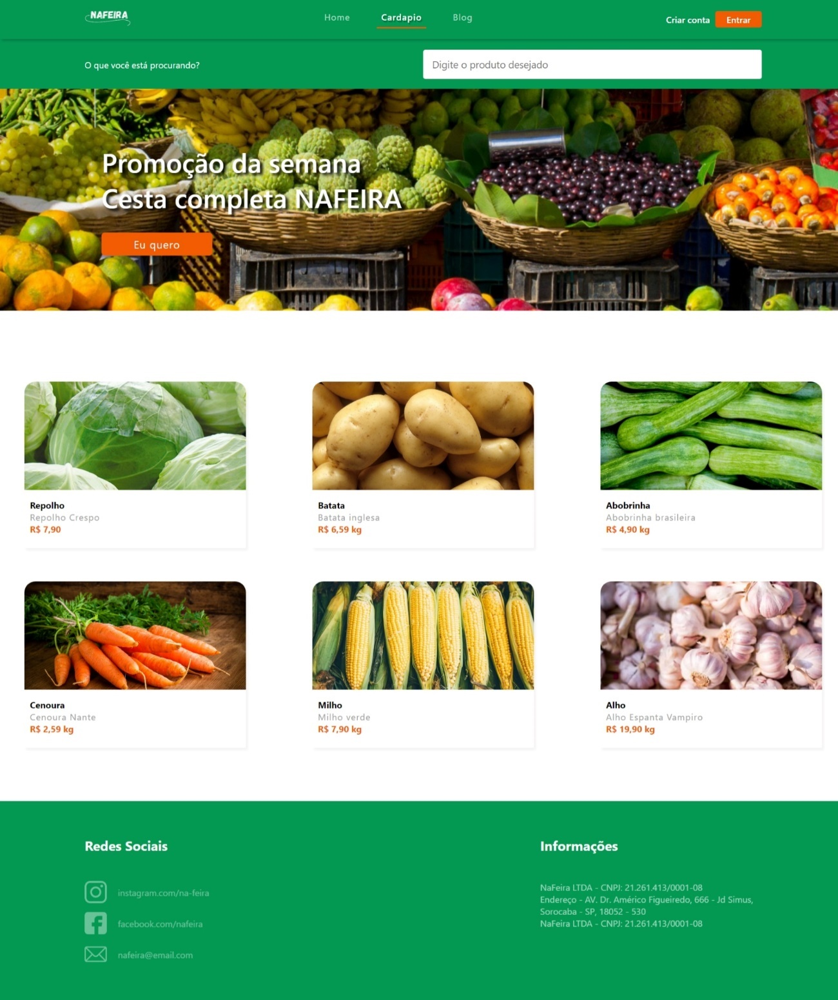 NAFEIRA
Home
Cardapio
Blog
Criar conta
Entrar
O que você está procurando?
Digite o produto desejado
Promoção da semana
Cesta completa NAFEIRA
Eu quero
Repolho
Repolho Crespo
R$ 7,90
Batata
Batata inglesa
R$ 6,59 kg
Abobrinha
Abobrinha brasileira
R$ 4,90 kg
Cenoura
Cenoura Nante
R$ 2,59 kg
Milho
Milho verde
R$ 7,90 kg
Alho
Alho Espanta Vampiro
R$ 19,90 kg
Redes Sociais
instagram.com/na-feira
facebook.com/nafeira
nafeira@email.com
Informações
NaFeira LTDA - CNPJ: 21.261.413/0001-08
Endereço - AV. Dr. Américo Figueiredo, 666 - Jd Simus,
Sorocaba - SP, 18052 - 530
NaFeira LTDA - CNPJ: 21.261.413/0001-08